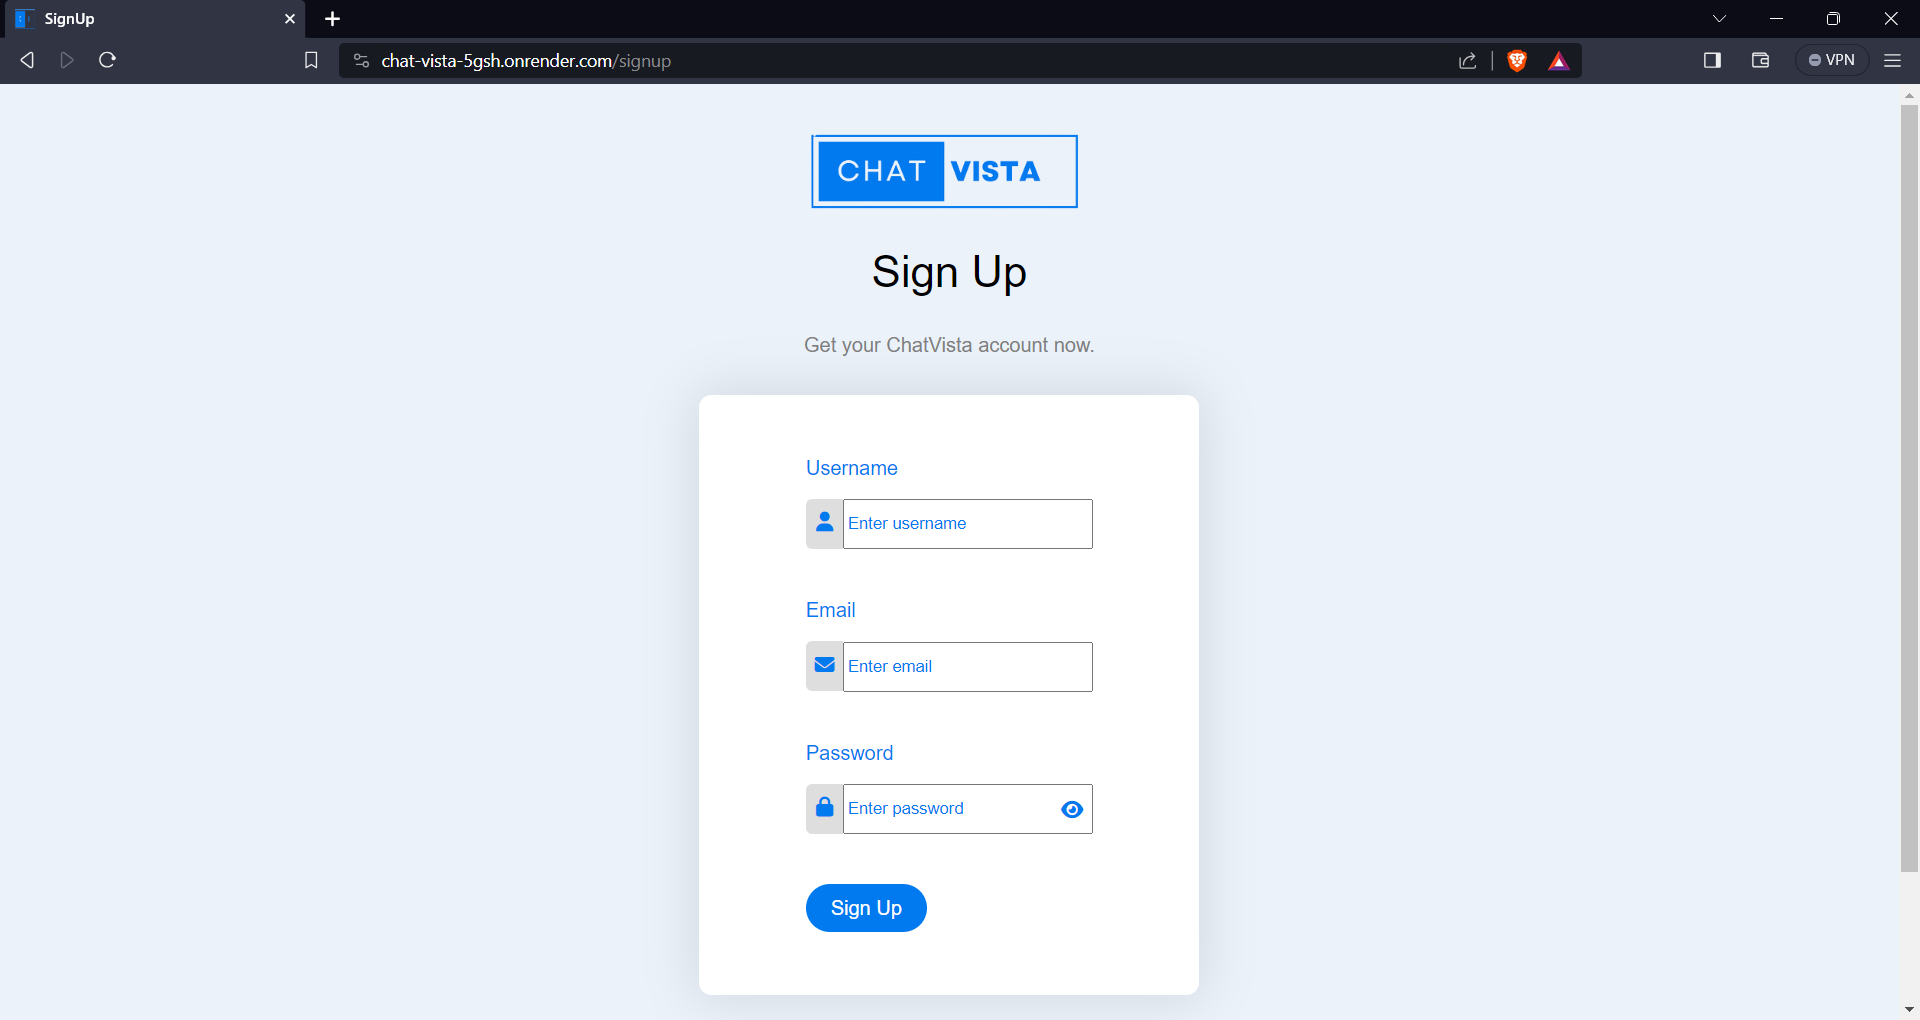 SignUp
chat-vista-5gsh.onrender.com/signup
VPN
CHAT VISTA
Sign Up
Get your ChatVista account now.
Username
Enter username
Email
Enter email
Password
Enter password
Sign Up